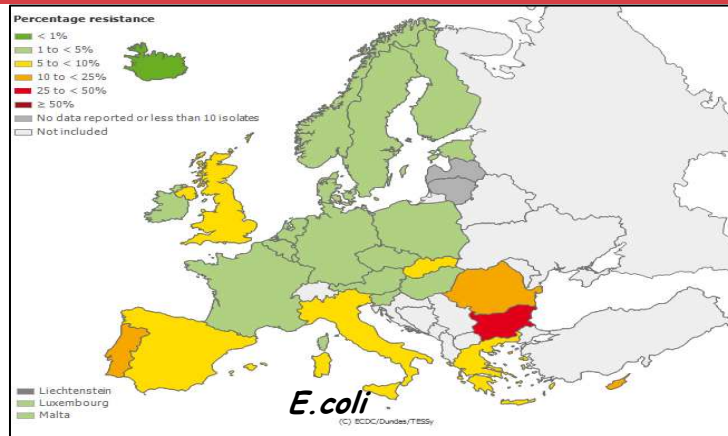 Percentage resistance
< 1%
1 to < 5%
5 to < 10%
10 to < 25%
25 to < 50%
≥ 50%
No data reported or less than 10 isolates
Not included
Liechtenstein
Luxembourg
Malta
E.coli
(C) ECDC/Dundas/TESSy